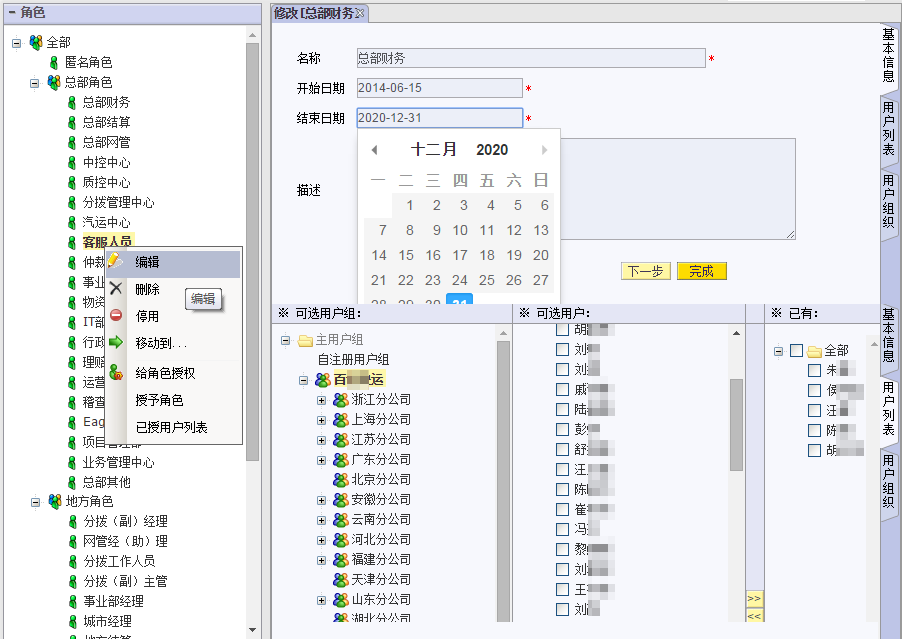 - 角色
全部
匿名角色
总部角色
总部财务
总部结算
总部网管
中控中心
质控中心
分拨管理中心
汽运中心
客服人员
仲裁
事业
物资
IT部
行政
理赔
运营
稽查
Eag
项目管理部
业务管理中心
总部其他
地方角色
分拨（副）经理
网管经（助）理
分拨工作人员
分拨（副）主管
事业部经理
城市经理
编辑
删除
停用
移动到...
给角色授权
授予角色
已授用户列表
编辑
修改[总部财务]
名称 总部财务 *
开始日期 2014-06-15 *
结束日期 2020-12-31 *
十二月 2020
一 二 三 四 五 六 日
1 2 3 4 5 6
7 8 9 10 11 12 13
14 15 16 17 18 19 20
21 22 23 24 25 26 27
28 29 30 31
描述
下一步 完成
基本信息
用户列表
用户组织
※ 可选用户组：
主用户组
自注册用户组
百 运
浙江分公司
上海分公司
江苏分公司
广东分公司
北京分公司
安徽分公司
云南分公司
河北分公司
福建分公司
天津分公司
山东分公司
湖北分公司
※ 可选用户：
胡
刘
刘
戚
陆
彭
舒
汪
陈
崔
冯
黎
刘
王
刘
>>
<<
※ 已有：
全部
朱
侯
汪
陈
胡
基本信息
用户列表
用户组织